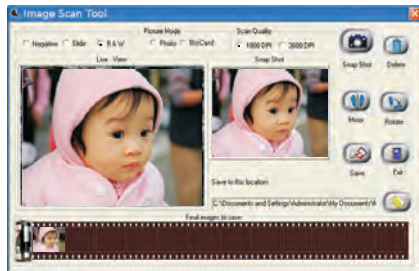 Image Scan Tool
Picture Mode
Scan Quality
Negative
Slide
B & W
Photo
BizCard
1800 DPI
3600 DPI
Live View
Snap Shot
Snap Shot
Delete
Mirror
Rotate
Save
Exit
Save to this location:
C:\Documents and Settings\Administrator\My Document\
Total images to save: